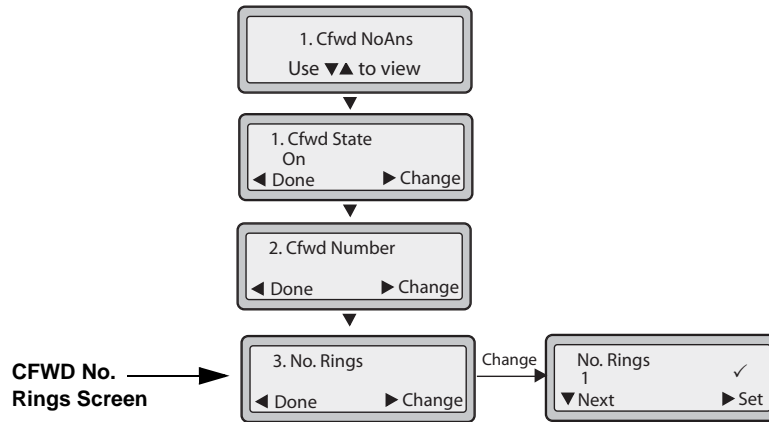 1. Cfwd NoAns
Use ▼▲ to view
▼
1. Cfwd State
On
◀ Done ▶ Change
▼
2. Cfwd Number
◀ Done ▶ Change
▼
CFWD No.
Rings Screen
3. No. Rings
◀ Done ▶ Change
Change
No. Rings
1 ✓
▼ Next ▶ Set